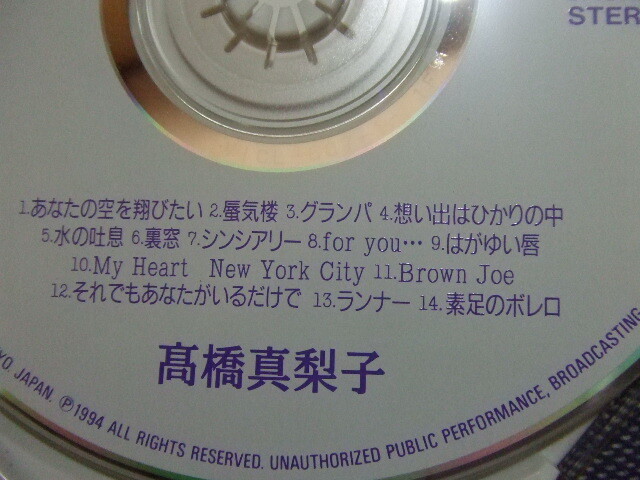 STER
1.あなたの空を翔びたい 2.蜃気楼 3.グランパ 4.想い出はひかりの中
5.水の吐息 6.裏窓 7.シンシアリー 8.for you… 9.はがゆい唇
10.My Heart New York City 11.Brown Joe
12.それでもあなたがいるだけで 13.ランナー 14.素足のボレロ
髙橋真梨子
YO. JAPAN. Ⓟ1994 ALL RIGHTS RESERVED. UNAUTHORIZED PUBLIC PERFORMANCE, BROADCASTING